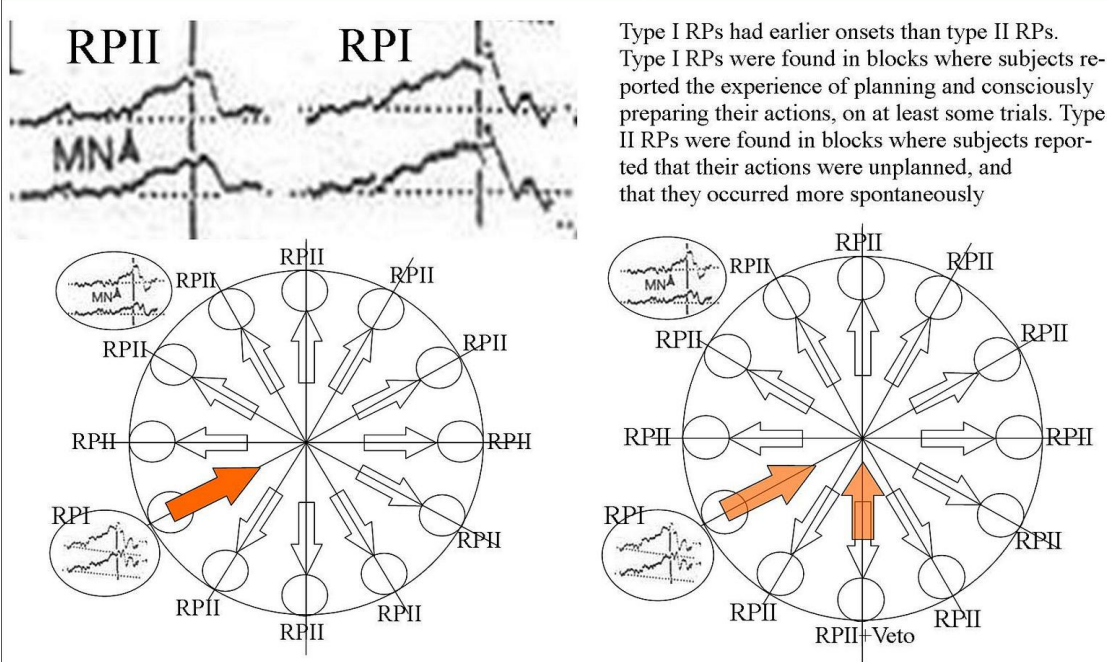 RPII
RPI
MN
Type I RPs had earlier onsets than type II RPs.
Type I RPs were found in blocks where subjects re-
ported the experience of planning and consciously
preparing their actions, on at least some trials. Type
II RPs were found in blocks where subjects repor-
ted that their actions were unplanned, and
that they occurred more spontaneously
RPII
RPII
RPII
MN
RPII
RPII
RPII
RPII
RPI
RPII
RPII
RPII
RPII
RPII
RPII
RPII
MN
RPII
RPII
RPII
RPII
RPI
RPII
RPII
RPII
RPII+Veto